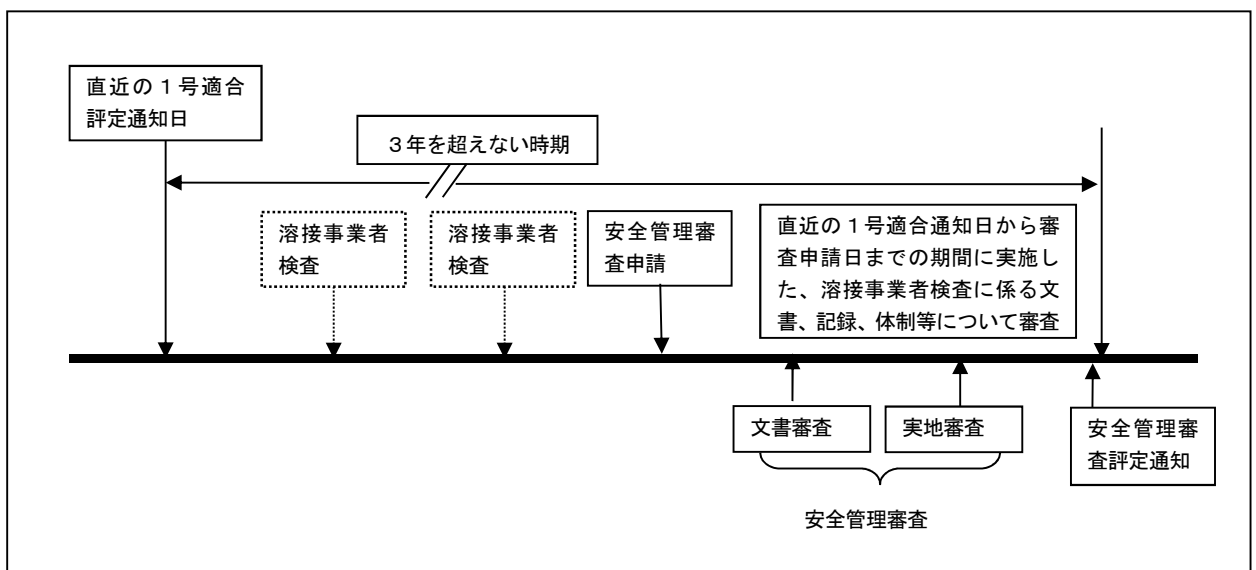 直近の１号適合
評定通知日
３年を超えない時期
溶接事業者
検査
溶接事業者
検査
安全管理審
査申請
直近の１号適合通知日から審
査申請日までの期間に実施し
た、溶接事業者検査に係る文
書、記録、体制等について審査
文書審査
実地審査
安全管理審
査評定通知
安全管理審査